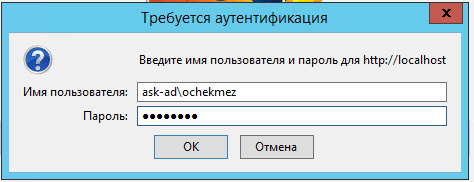 Требуется аутентификация
x
?
Введите имя пользователя и пароль для http://localhost
Имя пользователя: ask-ad\ochekmez
Пароль: ●●●●●●●●
OK Отмена